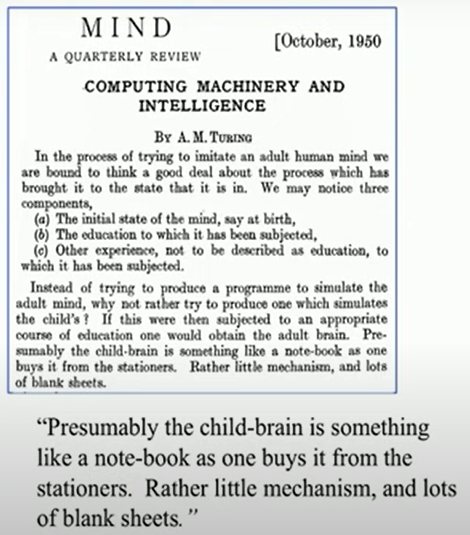 MIND
[October, 1950
A QUARTERLY REVIEW
COMPUTING MACHINERY AND
INTELLIGENCE
BY A. M. TURING
In the process of trying to imitate an adult human mind we
are bound to think a good deal about the process which has
brought it to the state that it is in. We may notice three
components,
(a) The initial state of the mind, say at birth,
(b) The education to which it has been subjected,
(c) Other experience, not to be described as education, to
which it has been subjected.
Instead of trying to produce a programme to simulate the
adult mind, why not rather try to produce one which simulates
the child's? If this were then subjected to an appropriate
course of education one would obtain the adult brain. Pre-
sumably the child-brain is something like a note-book as one
buys it from the stationers. Rather little mechanism, and lots
of blank sheets.
“Presumably the child-brain is something
like a note-book as one buys it from the
stationers. Rather little mechanism, and lots
of blank sheets.”